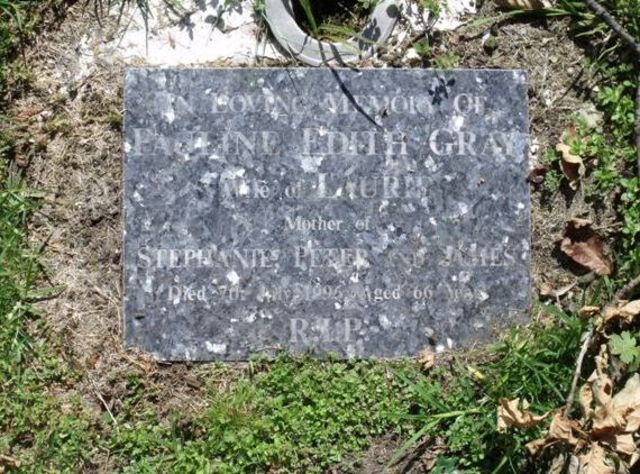 IN LOVING MEMORY OF
PAULINE EDITH GRAY
Wife of LAURIE
Mother of
STEPHANIE, PETER AND JAMES
Died 7th 1996 Aged 66 Years
R.I.P.